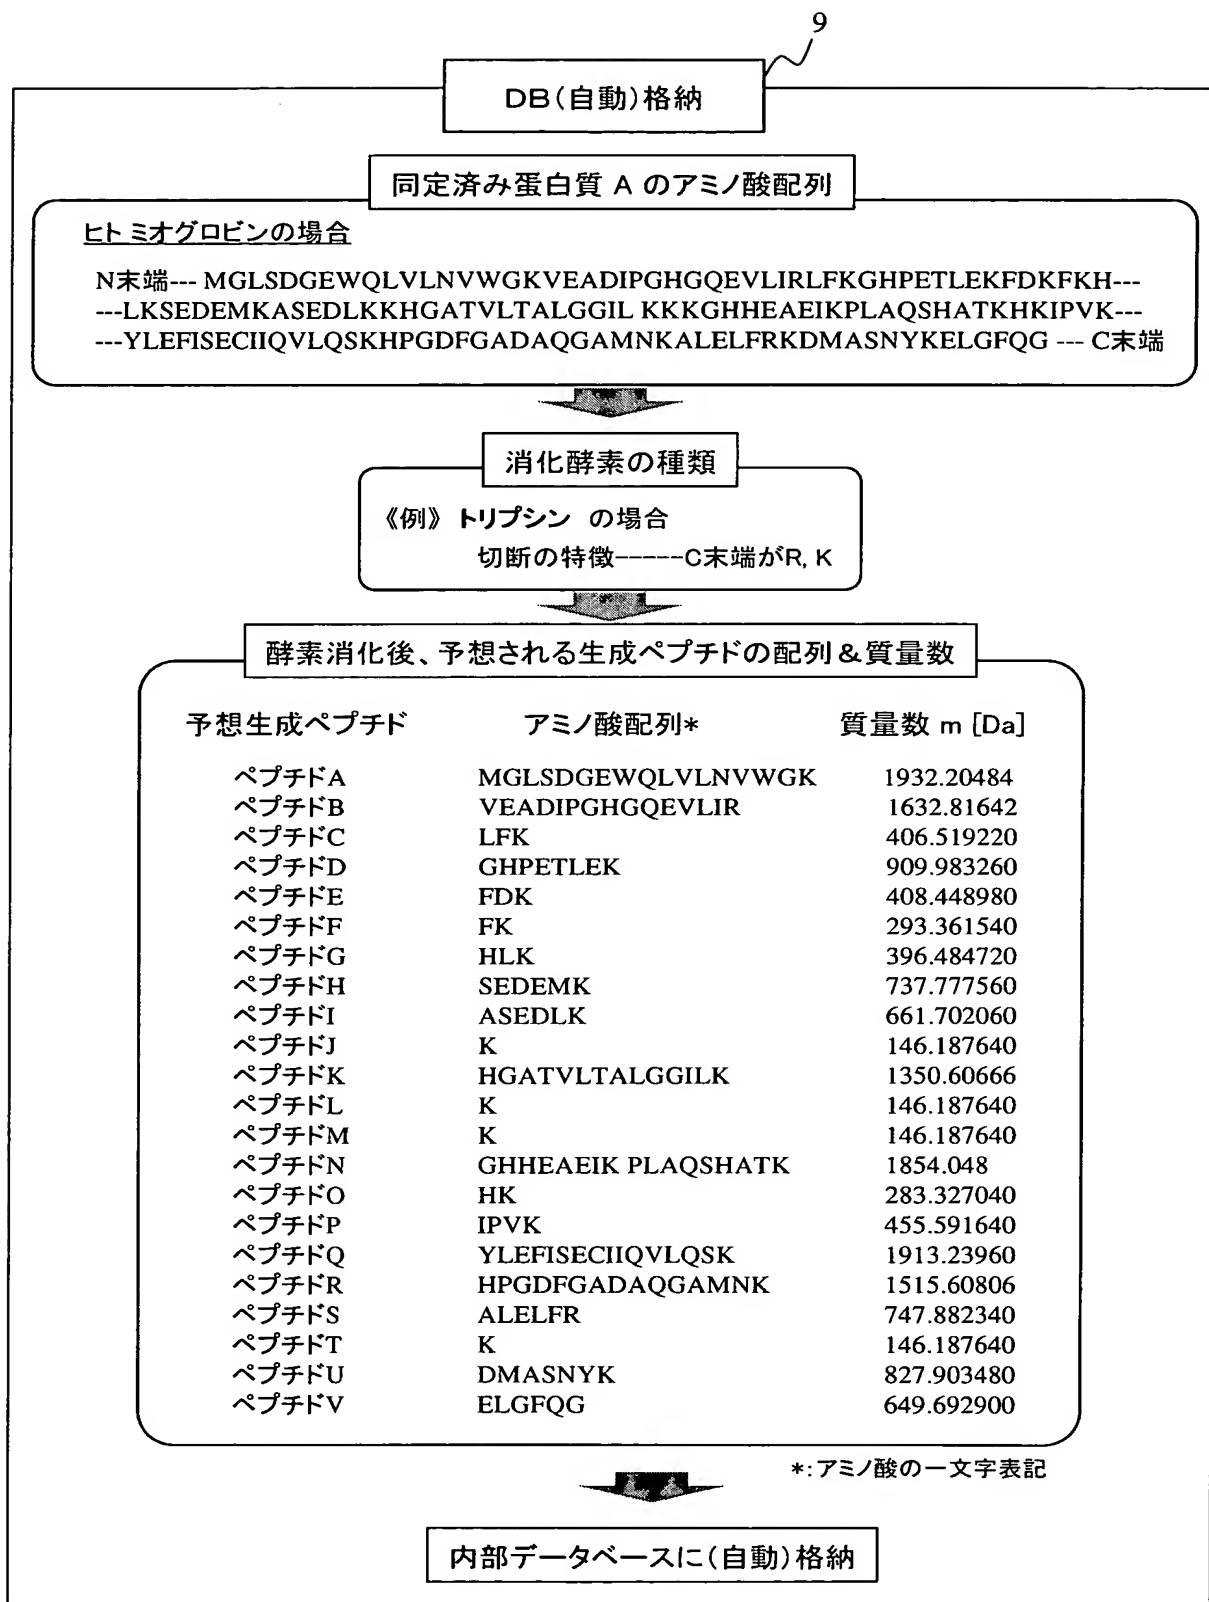 9
DB(自動)格納
同定済み蛋白質 A のアミノ酸配列
ヒト ミオグロビンの場合
N末端--- MGLSDGEWQLVLNVWGKVEADIPGHGQEVLIRLFKGHPETLEKFDKFKH---
---LKSEDEMKASEDLKKHGATVLTALGGIL KKKGHHEAEIKPLAQSHATKHKIPVK---
---YLEFISECIIQVLQSKHPGDFGADAQGAMNKALELFRKDMASNYKELGFQG --- C末端
消化酵素の種類
《例》 トリプシン の場合
切断の特徴-----C末端がR, K
酵素消化後、予想される生成ペプチドの配列&質量数
予想生成ペプチド アミノ酸配列* 質量数 m [Da]
ペプチドA MGLSDGEWQLVLNVWGK 1932.20484
ペプチドB VEADIPGHGQEVLIR 1632.81642
ペプチドC LFK 406.519220
ペプチドD GHPETLEK 909.983260
ペプチドE FDK 408.448980
ペプチドF FK 293.361540
ペプチドG HLK 396.484720
ペプチドH SEDEMK 737.777560
ペプチドI ASEDLK 661.702060
ペプチドJ K 146.187640
ペプチドK HGATVLTALGGILK 1350.60666
ペプチドL K 146.187640
ペプチドM K 146.187640
ペプチドN GHHEAEIK PLAQSHATK 1854.048
ペプチドO HK 283.327040
ペプチドP IPVK 455.591640
ペプチドQ YLEFISECIIQVLQSK 1913.23960
ペプチドR HPGDFGADAQGAMNK 1515.60806
ペプチドS ALELFR 747.882340
ペプチドT K 146.187640
ペプチドU DMASNYK 827.903480
ペプチドV ELGFQG 649.692900
*:アミノ酸の一文字表記
内部データベースに(自動)格納